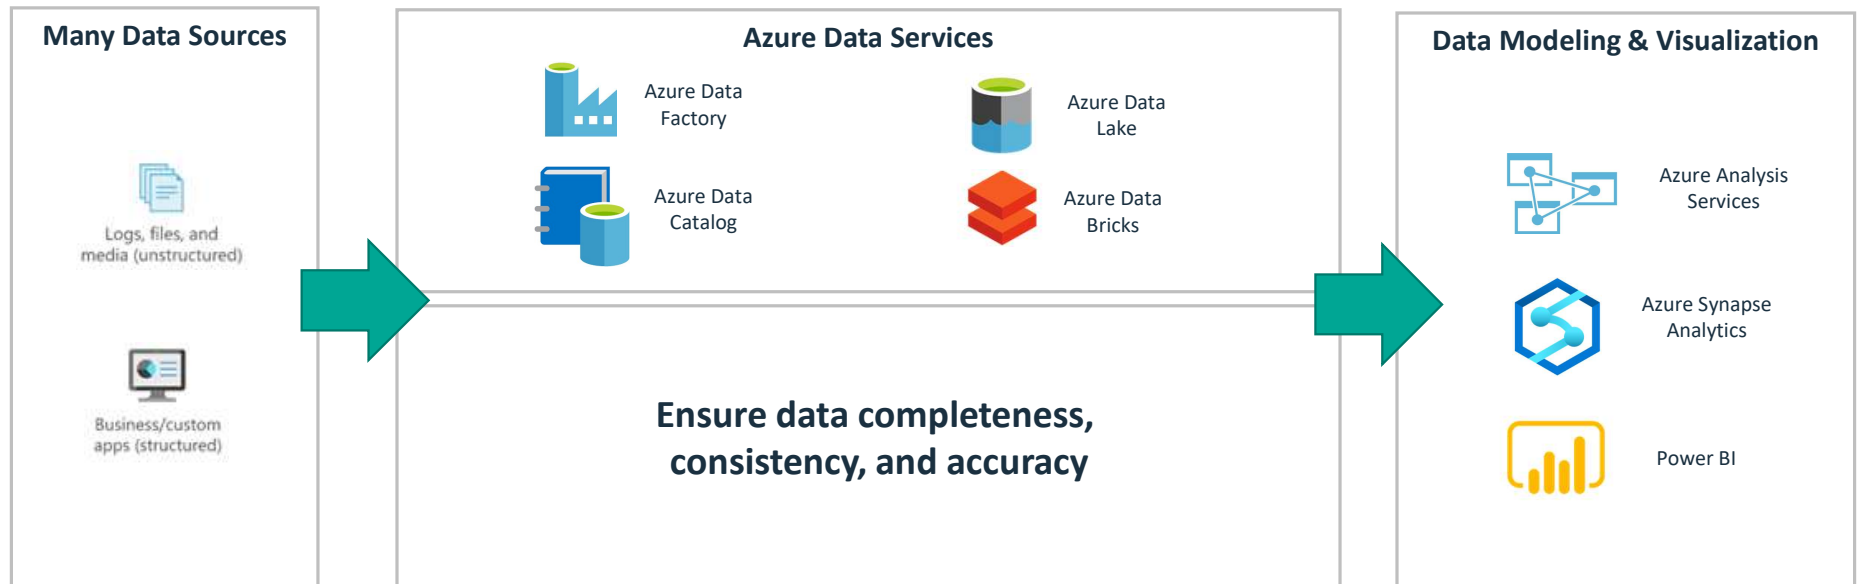 Many Data Sources
Logs, files, and
media (unstructured)
Business/custom
apps (structured)
Azure Data Services
Azure Data
Factory
Azure Data
Lake
Azure Data
Catalog
Azure Data
Bricks
Ensure data completeness,
consistency, and accuracy
Data Modeling & Visualization
Azure Analysis
Services
Azure Synapse
Analytics
Power BI